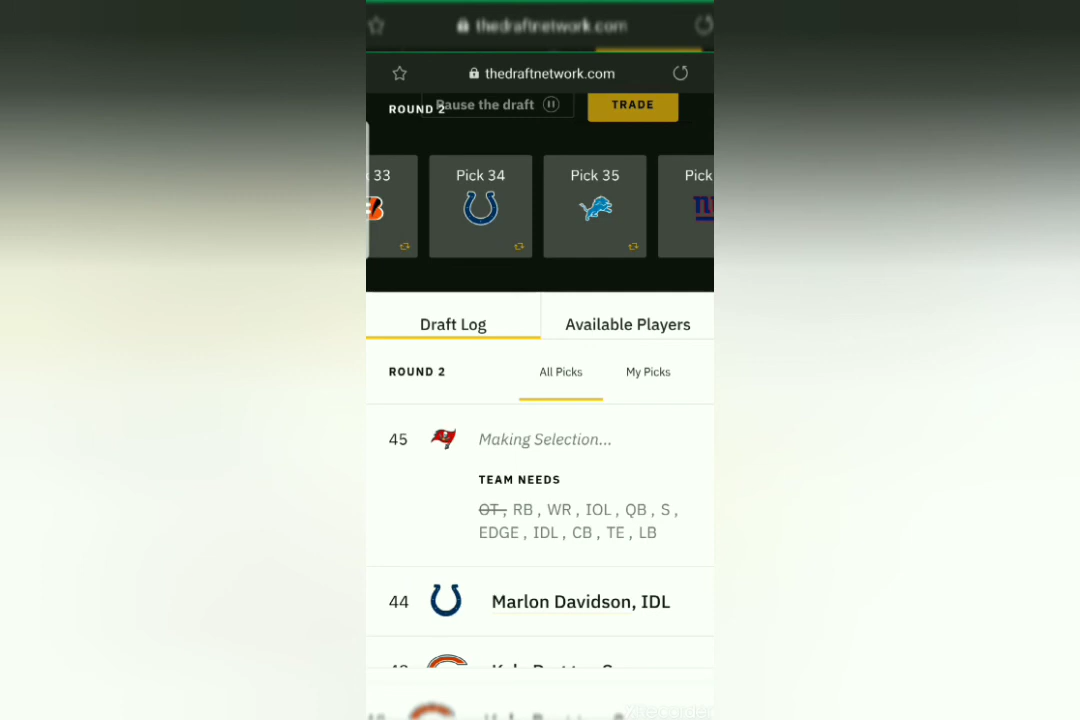 thedraftnetwork.com
thedraftnetwork.com
ROUND 2
Pause the draft
TRADE
33
Pick 34
Pick 35
Pick
Draft Log
Available Players
ROUND 2
All Picks
My Picks
45
Making Selection...
TEAM NEEDS
OT, RB, WR, IOL, QB, S,
EDGE, IDL, CB, TE, LB
44
Marlon Davidson, IDL
XRecorder